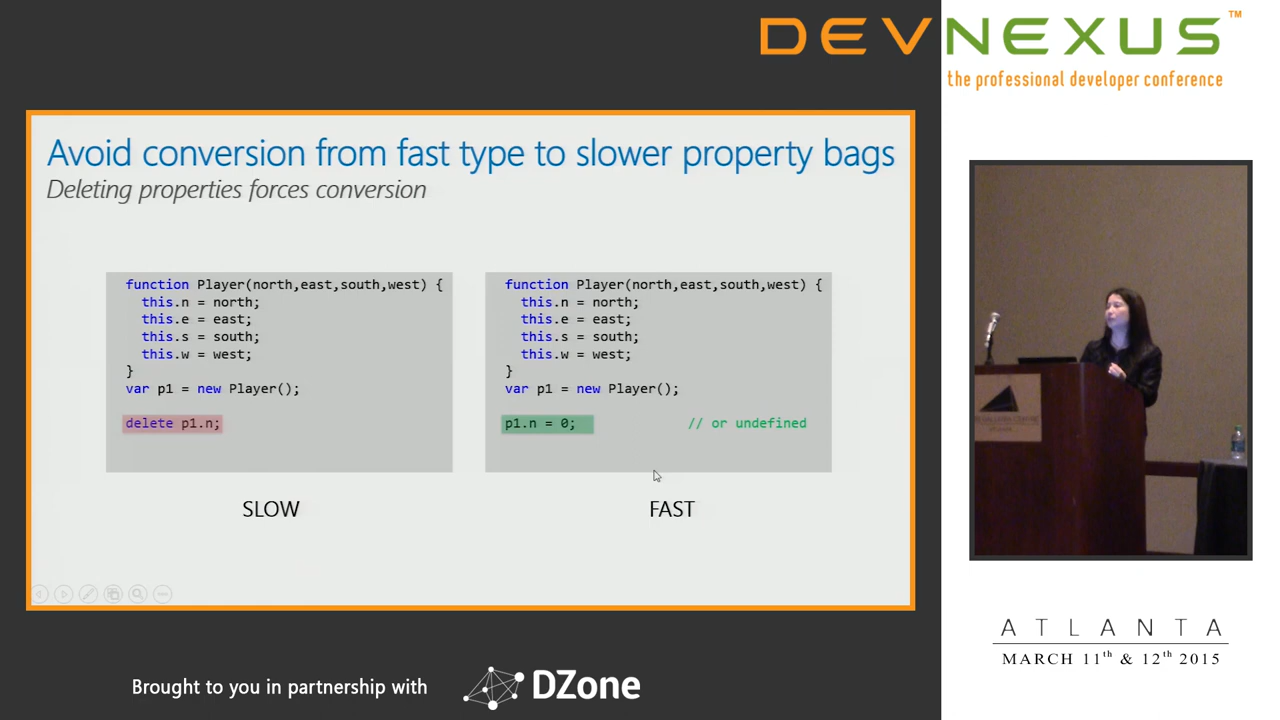 DEVNEXUS™
the professional developer conference
Avoid conversion from fast type to slower property bags
Deleting properties forces conversion
function Player(north,east,south,west) {
this.n = north;
this.e = east;
this.s = south;
this.w = west;
}
var p1 = new Player();
delete p1.n;
SLOW
function Player(north,east,south,west) {
this.n = north;
this.e = east;
this.s = south;
this.w = west;
}
var p1 = new Player();
p1.n = 0; // or undefined
FAST
ATLANTA
MARCH 11th & 12th 2015
Brought to you in partnership with
DZone